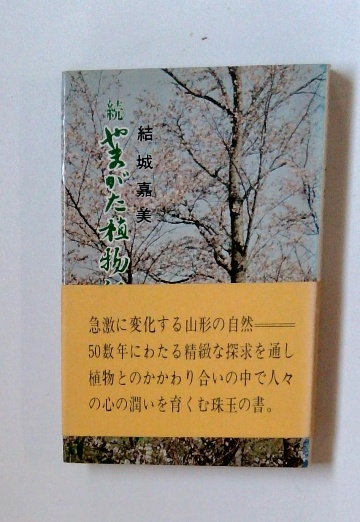 続
やまがた植物
結城嘉美
急激に変化する山形の自然――
50数年にわたる精緻な探求を通し
植物とのかかわり合いの中で人々
の心の潤いを育くむ珠玉の書。